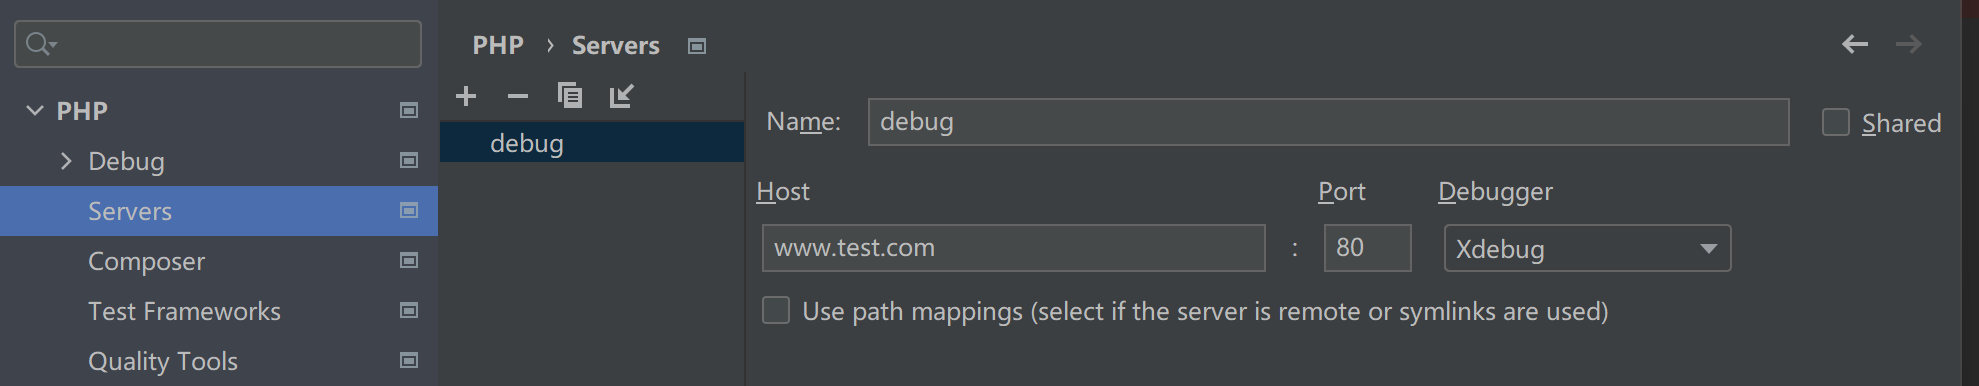 PHP
Debug
Servers
Composer
Test Frameworks
Quality Tools
PHP › Servers
debug
Name: debug
Shared
Host Port Debugger
www.test.com : 80 Xdebug
Use path mappings (select if the server is remote or symlinks are used)